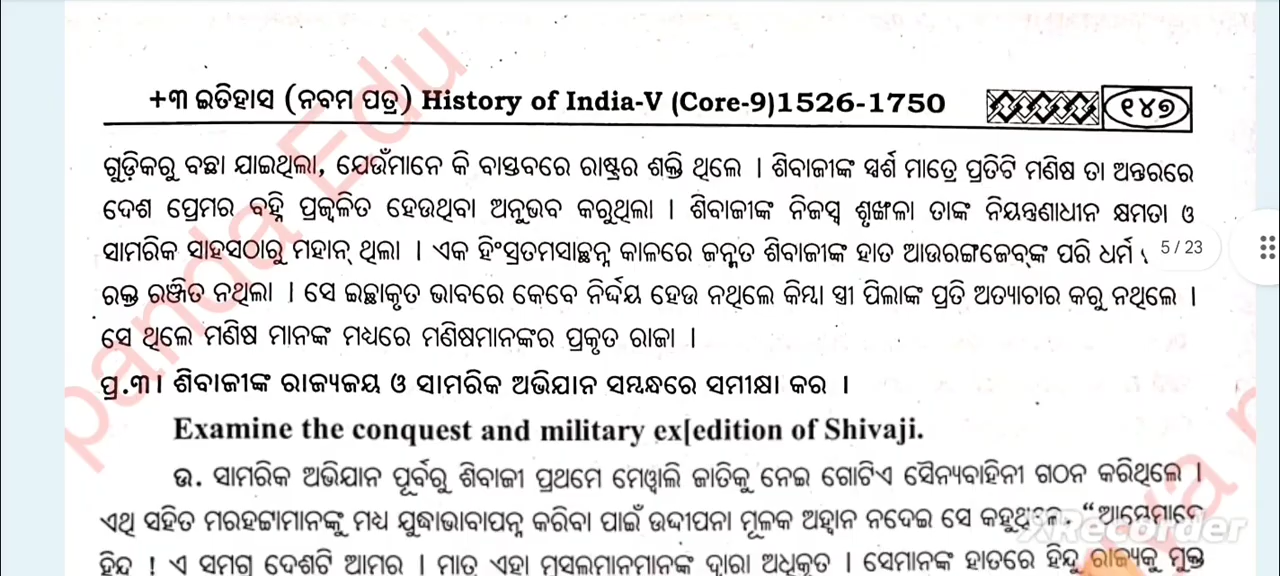 +୩ ଇତିହାସ (ନବମ ପତ୍ର) History of India-V (Core-9)1526-1750 ୧୪୭
ଗୁଡ଼ିକରୁ ବଛା ଯାଇଥିଲା, ଯେଉଁମାନେ କି ବାସ୍ତବରେ ରାଷ୍ଟ୍ରର ଶକ୍ତି ଥିଲେ । ଶିବାଜୀଙ୍କ ସ୍ପର୍ଶ ମାତ୍ରେ ପ୍ରତିଟି ମଣିଷ ତା ଅନ୍ତରରେ
ଦେଶ ପ୍ରେମର ବହ୍ନି ପ୍ରଜ୍ୱଳିତ ହେଉଥିବା ଅନୁଭବ କରୁଥିଲା । ଶିବାଜୀଙ୍କ ନିଜସ୍ୱ ଶୃଙ୍ଖଳା ତାଙ୍କ ନିୟନ୍ତ୍ରଣାଧୀନ କ୍ଷମତା ଓ
ସାମରିକ ସାହସଠାରୁ ମହାନ୍ ଥିଲା । ଏକ ହିଂସ୍ରତମସାଚ୍ଛନ୍ନ କାଳରେ ଜନ୍ମିତ ଶିବାଜୀଙ୍କ ହାତ ଆଉରଙ୍ଗଜେବ୍‌ଙ୍କ ପରି ଧର୍ମ
5 / 23
ରକ୍ତ ରଞ୍ଜିତ ନଥିଲା । ସେ ଇଚ୍ଛାକୃତ ଭାବରେ କେବେ ନିର୍ଦ୍ଦୟ ହେଉ ନଥିଲେ କିମ୍ବା ସ୍ତ୍ରୀ ପିଲାଙ୍କ ପ୍ରତି ଅତ୍ୟାଚାର କରୁ ନଥିଲେ ।
ସେ ଥିଲେ ମଣିଷ ମାନଙ୍କ ମଧ୍ୟରେ ମଣିଷମାନଙ୍କର ପ୍ରକୃତ ରାଜା ।
ପ୍ର.୩। ଶିବାଜୀଙ୍କ ରାଜ୍ୟଜୟ ଓ ସାମରିକ ଅଭିଯାନ ସମ୍ବନ୍ଧରେ ସମୀକ୍ଷା କର ।
Examine the conquest and military ex[edition of Shivaji.
ଉ. ସାମରିକ ଅଭିଯାନ ପୂର୍ବରୁ ଶିବାଜୀ ପ୍ରଥମେ ମେୱାଲି ଜାତିକୁ ନେଇ ଗୋଟିଏ ସୈନ୍ୟବାହିନୀ ଗଠନ କରିଥିଲେ ।
ଏଥି ସହିତ ମରହଟ୍ଟାମାନଙ୍କୁ ମଧ୍ୟ ଯୁଦ୍ଧାଭାବାପନ୍ନ କରିବା ପାଇଁ ଉଦ୍ଦୀପନା ମୂଳକ ଅହ୍ୱାନ ନଦେଇ ସେ କହୁଥିଲେ, “ଆମ୍ଭେମାନେ
ହିନ୍ଦୁ ! ଏ ସମଗ୍ର ଦେଶଟି ଆମର । ମାତ୍ର ଏହା ମୁସଲମାନମାନଙ୍କ ଦ୍ୱାରା ଅଧିକୃତ । ସେମାନଙ୍କ ହାତରେ ହିନ୍ଦୁ ରାଜ୍ୟକୁ ମୁକ୍ତ
panda Edu
XRecorder